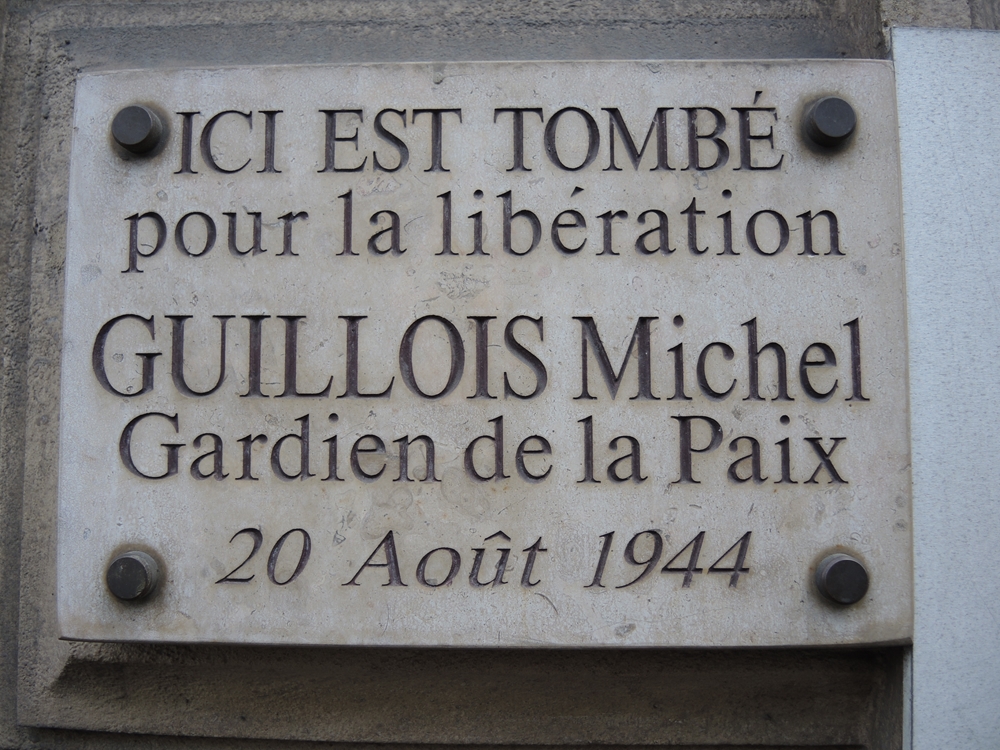 ICI EST TOMBÉ
pour la libération
GUILLOIS Michel
Gardien de la Paix
20 Août 1944